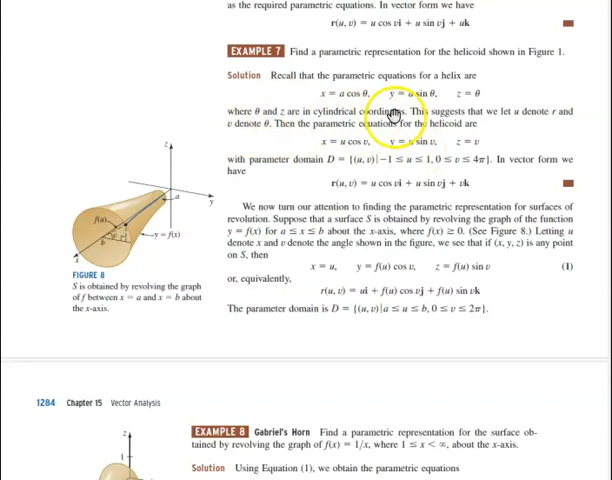 as the required parametric equations. In vector form we have
r(u, v) = u cos vi + u sin vj + uk
EXAMPLE 7 Find a parametric representation for the helicoid shown in Figure 1.
Solution Recall that the parametric equations for a helix are
x = a cos θ, y = a sin θ, z = θ
where θ and z are in cylindrical coordinates. This suggests that we let u denote r and
v denote θ. Then the parametric equations for the helicoid are
x = u cos v, y = u sin v, z = v
with parameter domain D = {(u, v)|−1 ≤ u ≤ 1, 0 ≤ v ≤ 4π}. In vector form we
have
r(u, v) = u cos vi + u sin vj + vk
We now turn our attention to finding the parametric representation for surfaces of
revolution. Suppose that a surface S is obtained by revolving the graph of the function
y = f(x) for a ≤ x ≤ b about the x-axis, where f(x) ≥ 0. (See Figure 8.) Letting u
denote x and v denote the angle shown in the figure, we see that if (x, y, z) is any point
on S, then
x = u, y = f(u) cos v, z = f(u) sin v (1)
or, equivalently,
r(u, v) = ui + f(u) cos vj + f(u) sin vk
The parameter domain is D = {(u, v)|a ≤ u ≤ b, 0 ≤ v ≤ 2π}.
z
a
y
f(u)
v
b
y = f(x)
x
FIGURE 8
S is obtained by revolving the graph
of f between x = a and x = b about
the x-axis.
1284 Chapter 15 Vector Analysis
EXAMPLE 8 Gabriel's Horn Find a parametric representation for the surface ob-
tained by revolving the graph of f(x) = 1/x, where 1 ≤ x < ∞, about the x-axis.
Solution Using Equation (1), we obtain the parametric equations
z
1